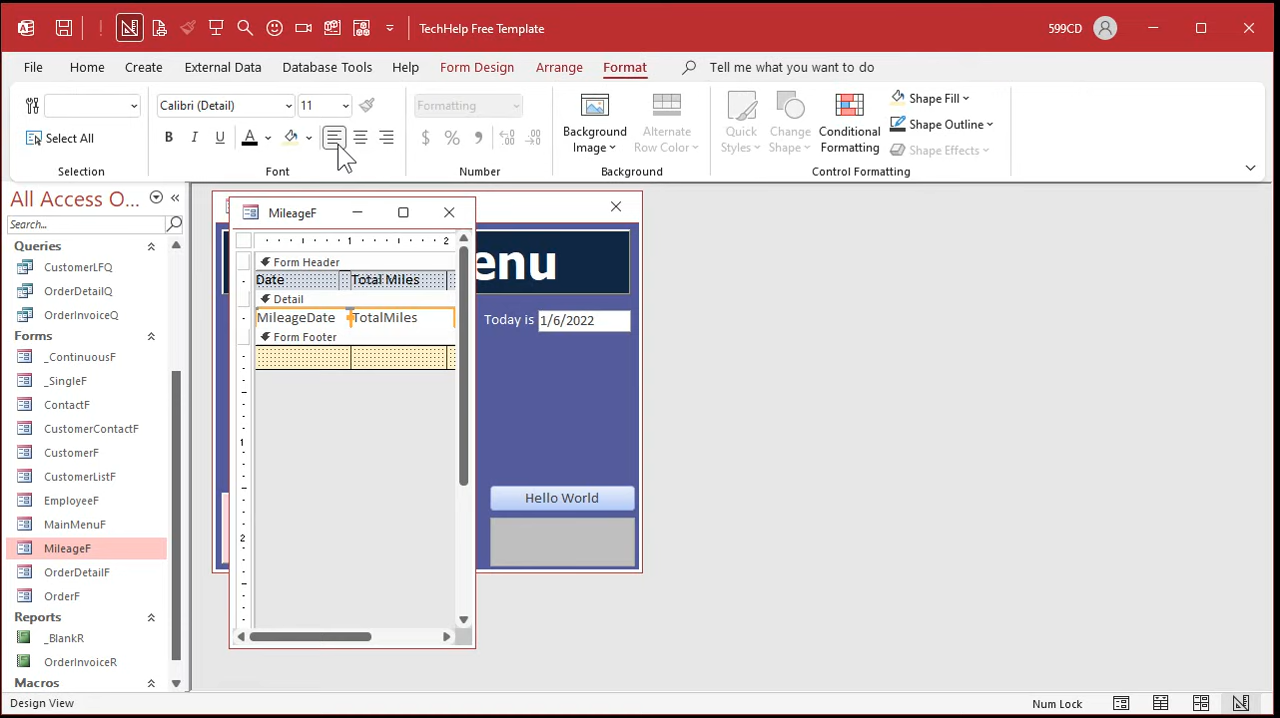 TechHelp Free Template
599CD
File
Home
Create
External Data
Database Tools
Help
Form Design
Arrange
Format
Tell me what you want to do
Calibri (Detail)
11
Formatting
Select All
B I U A
$ % 9
Background
Image
Alternate
Row Color
Quick
Styles
Change
Shape
Conditional
Formatting
Shape Fill
Shape Outline
Shape Effects
Selection
Font
Number
Background
Control Formatting
All Access O...
Search...
Queries
CustomerLFQ
OrderDetailQ
OrderInvoiceQ
Forms
_ContinuousF
_SingleF
ContactF
CustomerContactF
CustomerF
CustomerListF
EmployeeF
MainMenuF
MileageF
OrderDetailF
OrderF
Reports
_BlankR
OrderInvoiceR
Macros
MileageF
1 2
Form Header
Date Total Miles
Detail
MileageDate TotalMiles
Form Footer
1
2
enu
Today is 1/6/2022
Hello World
Design View
Num Lock